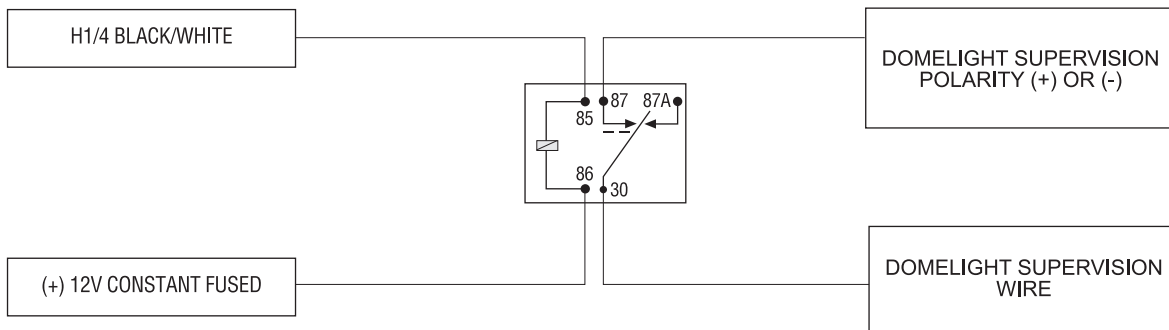 H1/4 BLACK/WHITE
DOMELIGHT SUPERVISION
POLARITY (+) OR (-)
87 87A
85
86
30
(+) 12V CONSTANT FUSED
DOMELIGHT SUPERVISION
WIRE